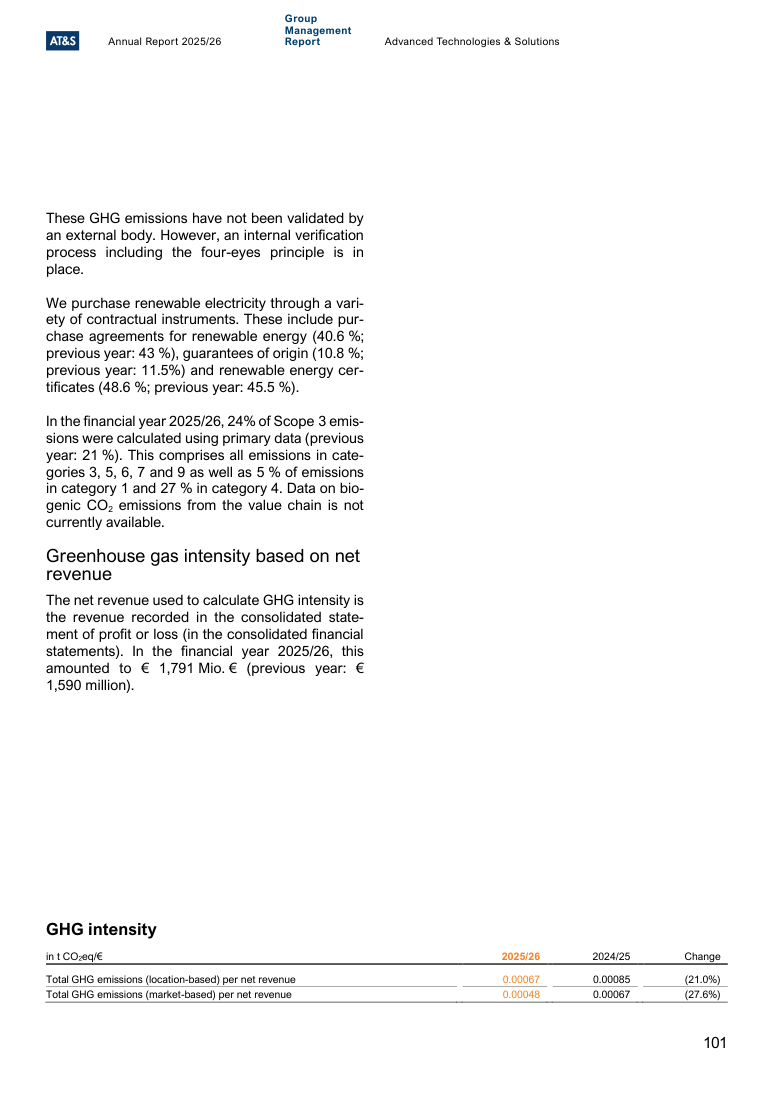 AT&S
Annual Report 2025/26
Group
Management
Report
Advanced Technologies & Solutions
These GHG emissions have not been validated by
an external body. However, an internal verification
process including the four-eyes principle is in
place.
We purchase renewable electricity through a vari-
ety of contractual instruments. These include pur-
chase agreements for renewable energy (40.6 %;
previous year: 43 %), guarantees of origin (10.8 %;
previous year: 11.5%) and renewable energy cer-
tificates (48.6 %; previous year: 45.5 %).
In the financial year 2025/26, 24% of Scope 3 emis-
sions were calculated using primary data (previous
year: 21 %). This comprises all emissions in cate-
gories 3, 5, 6, 7 and 9 as well as 5 % of emissions
in category 1 and 27 % in category 4. Data on bio-
genic CO₂ emissions from the value chain is not
currently available.
Greenhouse gas intensity based on net
revenue
The net revenue used to calculate GHG intensity is
the revenue recorded in the consolidated state-
ment of profit or loss (in the consolidated financial
statements). In the financial year 2025/26, this
amounted to € 1,791 Mio. € (previous year: €
1,590 million).
GHG intensity
in t CO₂eq/€ 2025/26 2024/25 Change
Total GHG emissions (location-based) per net revenue 0.00067 0.00085 (21.0%)
Total GHG emissions (market-based) per net revenue 0.00048 0.00067 (27.6%)
101